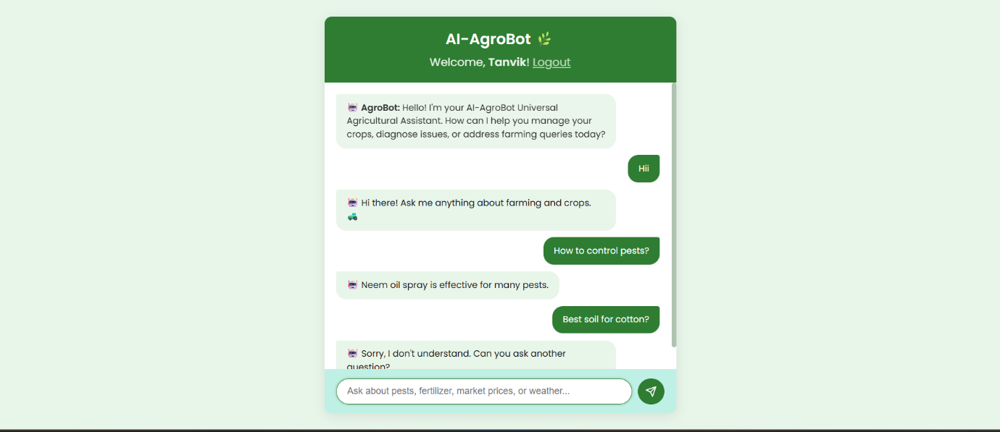 AI-AgroBot 🌿
Welcome, Tanvik! Logout
🤖 AgroBot: Hello! I'm your AI-AgroBot Universal
Agricultural Assistant. How can I help you manage your
crops, diagnose issues, or address farming queries today?
Hii
🤖 Hi there! Ask me anything about farming and crops.
🚜
How to control pests?
🤖 Neem oil spray is effective for many pests.
Best soil for cotton?
🤖 Sorry, I don't understand. Can you ask another
question?
Ask about pests, fertilizer, market prices, or weather...